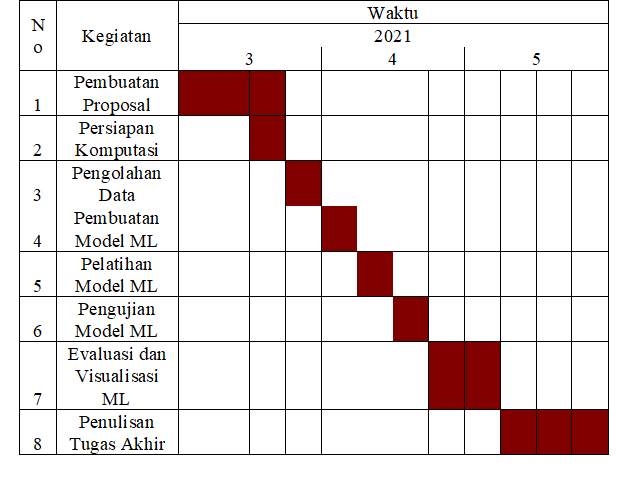 N
o
Kegiatan
Waktu
2021
3 4 5
1
Pembuatan
Proposal
2
Persiapan
Komputasi
3
Pengolahan
Data
4
Pembuatan
Model ML
5
Pelatihan
Model ML
6
Pengujian
Model ML
7
Evaluasi dan
Visualisasi
ML
8
Penulisan
Tugas Akhir